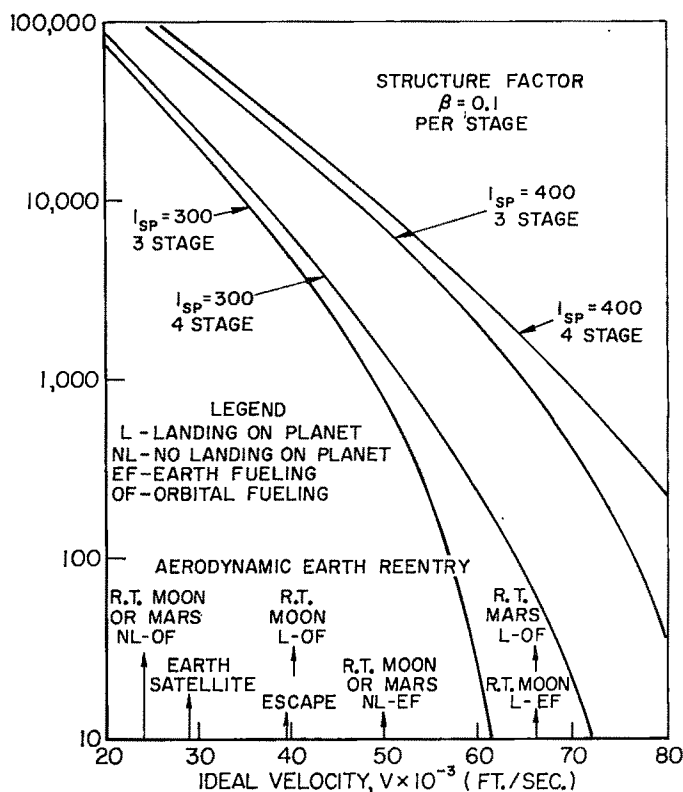 100,000
10,000
1,000
100
10
STRUCTURE FACTOR
β=0.1
PER STAGE
I_SP=400
3 STAGE
I_SP=300
3 STAGE
I_SP=300
4 STAGE
I_SP=400
4 STAGE
LEGEND
L-LANDING ON PLANET
NL-NO LANDING ON PLANET
EF-EARTH FUELING
OF-ORBITAL FUELING
AERODYNAMIC EARTH REENTRY
R.T. MOON
OR MARS
NL-OF
EARTH
SATELLITE
R.T.
MOON
L-OF
ESCAPE
R.T. MOON
OR MARS
NL-EF
R.T.
MARS
L-OF
R.T. MOON
L-EF
20 30 40 50 60 70 80
IDEAL VELOCITY, V×10⁻³ (FT./SEC.)